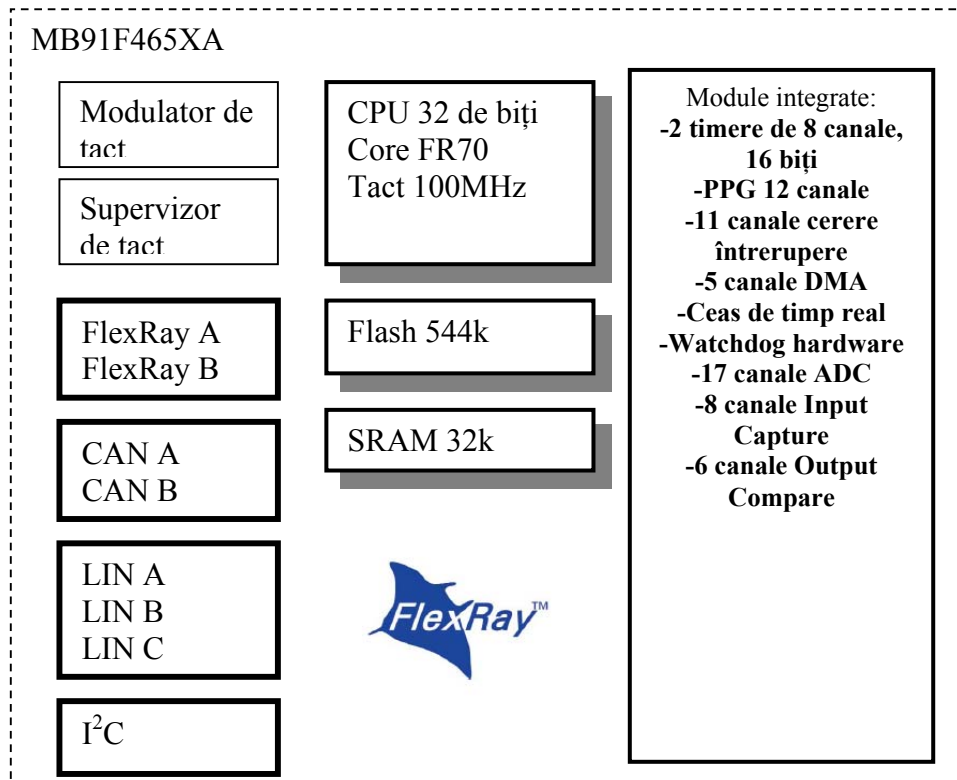 MB91F465XA
Modulator de
tact
Supervizor
de tact
FlexRay A
FlexRay B
CAN A
CAN B
LIN A
LIN B
LIN C
I²C
CPU 32 de biți
Core FR70
Tact 100MHz
Flash 544k
SRAM 32k
FlexRay™
Module integrate:
-2 timere de 8 canale,
16 biți
-PPG 12 canale
-11 canale cerere
întrerupere
-5 canale DMA
-Ceas de timp real
-Watchdog hardware
-17 canale ADC
-8 canale Input
Capture
-6 canale Output
Compare